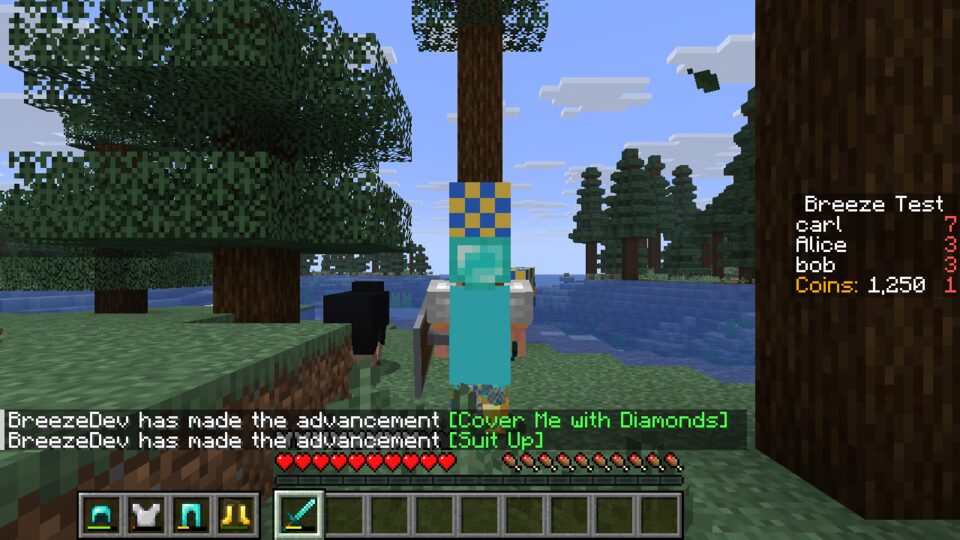 Breeze Test
carl 7
Alice 3
bob 3
Coins: 1,250 1
BreezeDev has made the advancement [Cover Me with Diamonds]
BreezeDev has made the advancement [Suit Up]